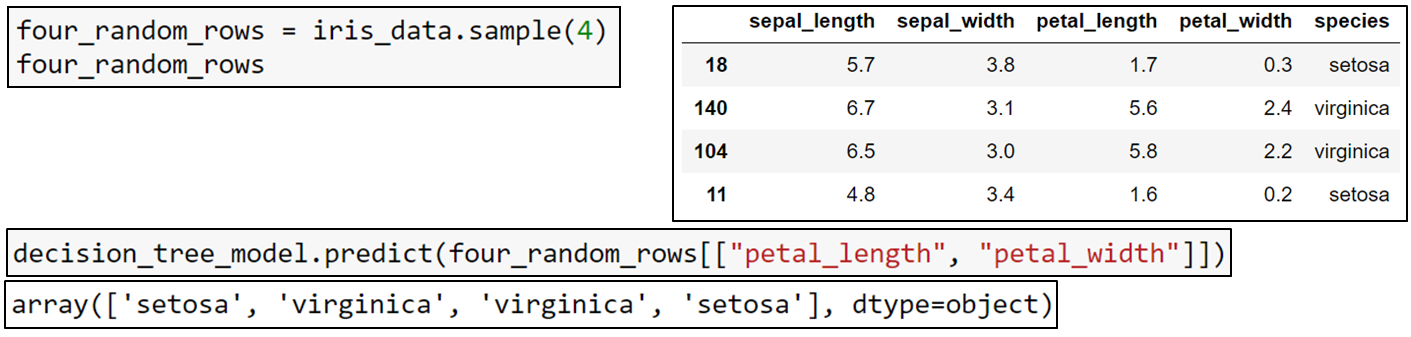 four_random_rows = iris_data.sample(4)
four_random_rows
sepal_length sepal_width petal_length petal_width species
18 5.7 3.8 1.7 0.3 setosa
140 6.7 3.1 5.6 2.4 virginica
104 6.5 3.0 5.8 2.2 virginica
11 4.8 3.4 1.6 0.2 setosa
decision_tree_model.predict(four_random_rows[["petal_length", "petal_width"]])
array(['setosa', 'virginica', 'virginica', 'setosa'], dtype=object)